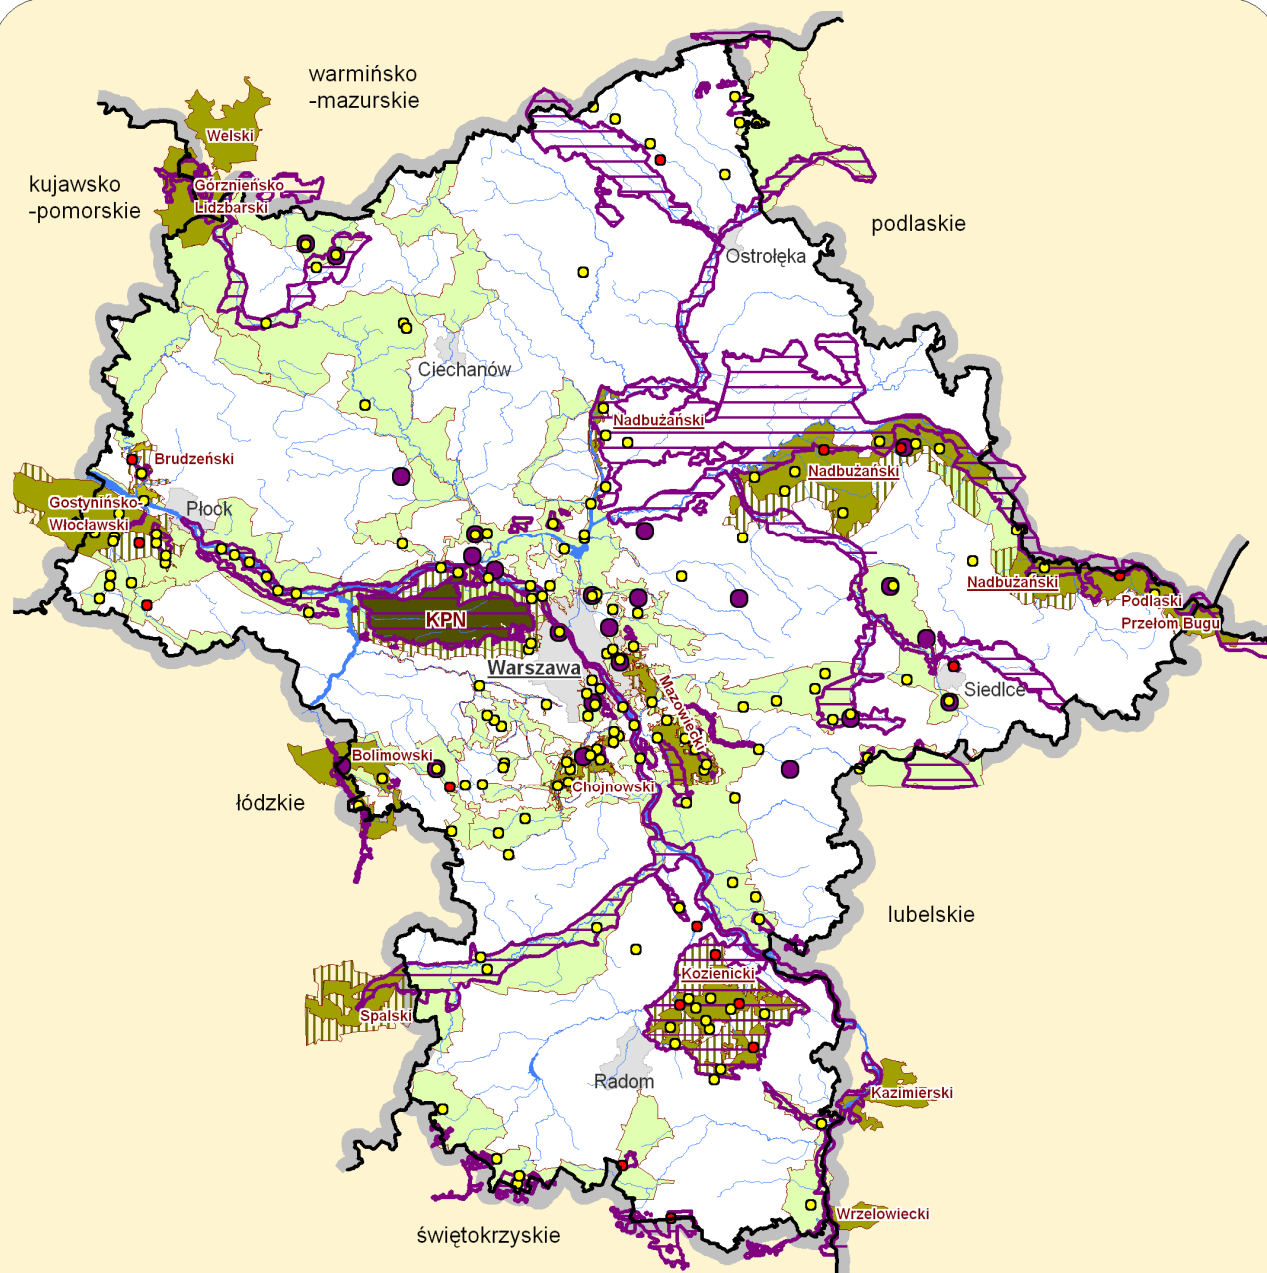 warmińsko
-mazurskie
Welski
kujawsko
-pomorskie
Górznieńsko
Lidzbarski
podlaskie
Ostrołęka
Ciechanów
Nadbużański
Brudzeński
Nadbużański
Gostynińsko
Włocławski
Płock
Nadbużański
Podlaski
Przełom Bugu
KPN
Warszawa
Mazowiecki
Siedlce
Bolimowski
Chojnowski
łódzkie
lubelskie
Kozienicki
Spalski
Radom
Kazimierski
Wrzelowiecki
świętokrzyskie